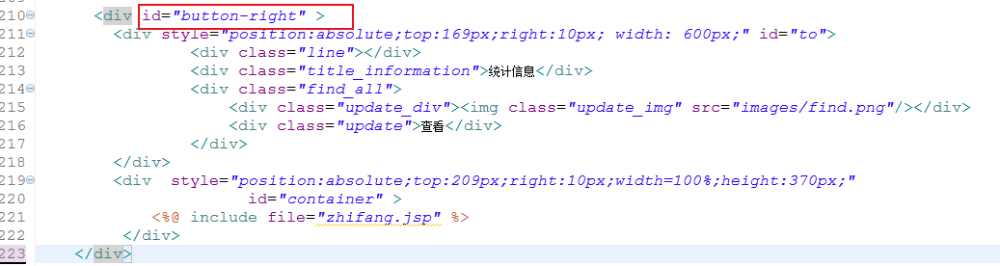 210 <div id="button-right" >
211 <div style="position:absolute;top:169px;right:10px; width: 600px;" id="to">
212 <div class="line"></div>
213 <div class="title_information">统计信息</div>
214 <div class="find_all">
215 <div class="update_div"><img class="update_img" src="images/find.png"/></div>
216 <div class="update">查看</div>
217 </div>
218 </div>
219 <div  style="position:absolute;top:209px;right:10px;width=100%;height:370px;"
220 id="container" >
221 <%@ include file="zhifang.jsp" %>
222 </div>
223 </div>